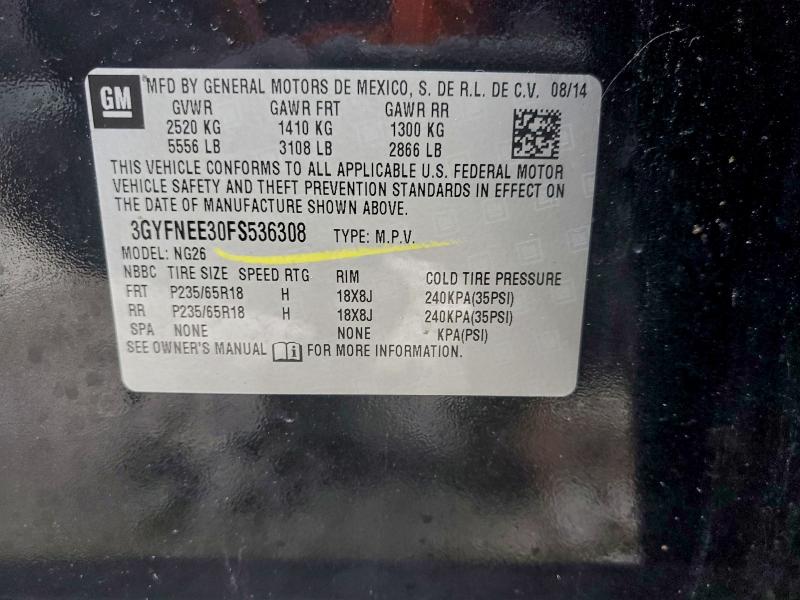 GM
MFD BY GENERAL MOTORS DE MEXICO, S. DE R.L. DE C.V. 08/14
GVWR GAWR FRT GAWR RR
2520 KG 1410 KG 1300 KG
5556 LB 3108 LB 2866 LB
THIS VEHICLE CONFORMS TO ALL APPLICABLE U.S. FEDERAL MOTOR
VEHICLE SAFETY AND THEFT PREVENTION STANDARDS IN EFFECT ON
THE DATE OF MANUFACTURE SHOWN ABOVE.
3GYFNEE30FS536308 TYPE: M.P.V.
MODEL: NG26
NBBC TIRE SIZE SPEED RTG RIM COLD TIRE PRESSURE
FRT P235/65R18 H 18X8J 240KPA(35PSI)
RR P235/65R18 H 18X8J 240KPA(35PSI)
SPA NONE NONE KPA(PSI)
SEE OWNER'S MANUAL FOR MORE INFORMATION.